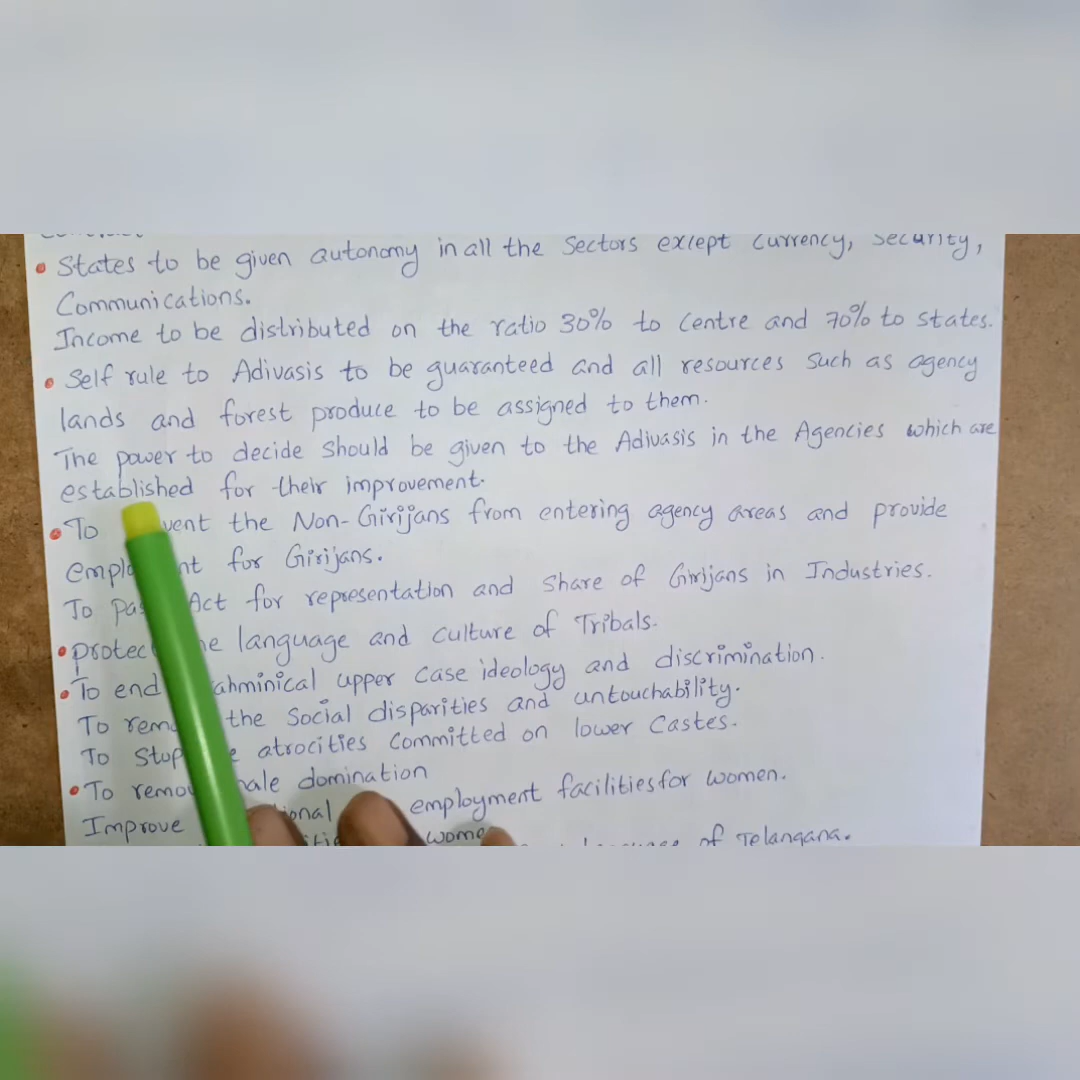 • States to be given autonomy in all the Sectors except Currency, Security,
Communications.
Income to be distributed on the ratio 30% to Centre and 70% to States.
• Self rule to Adivasis to be guaranteed and all resources such as agency
lands and forest produce to be assigned to them.
The power to decide should be given to the Adivasis in the Agencies which are
established for their improvement.
• To the Non-Girijans from entering agency areas and provide
for Girijans.
To Act for representation and Share of Girijans in Industries.
• language and culture of Tribals.
• To end upper case ideology and discrimination.
To the Social disparities and untouchability.
To Stop atrocities Committed on lower Castes.
• To domination
Improve employment facilities for women.
of Telangana.